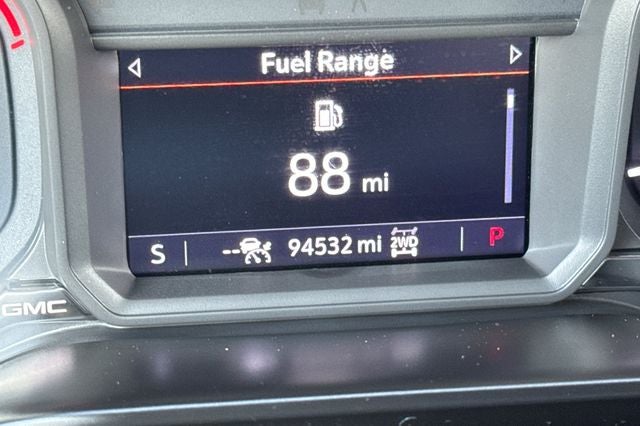 Fuel Range
88 mi
S -- 94532 mi 2WD P
GMC